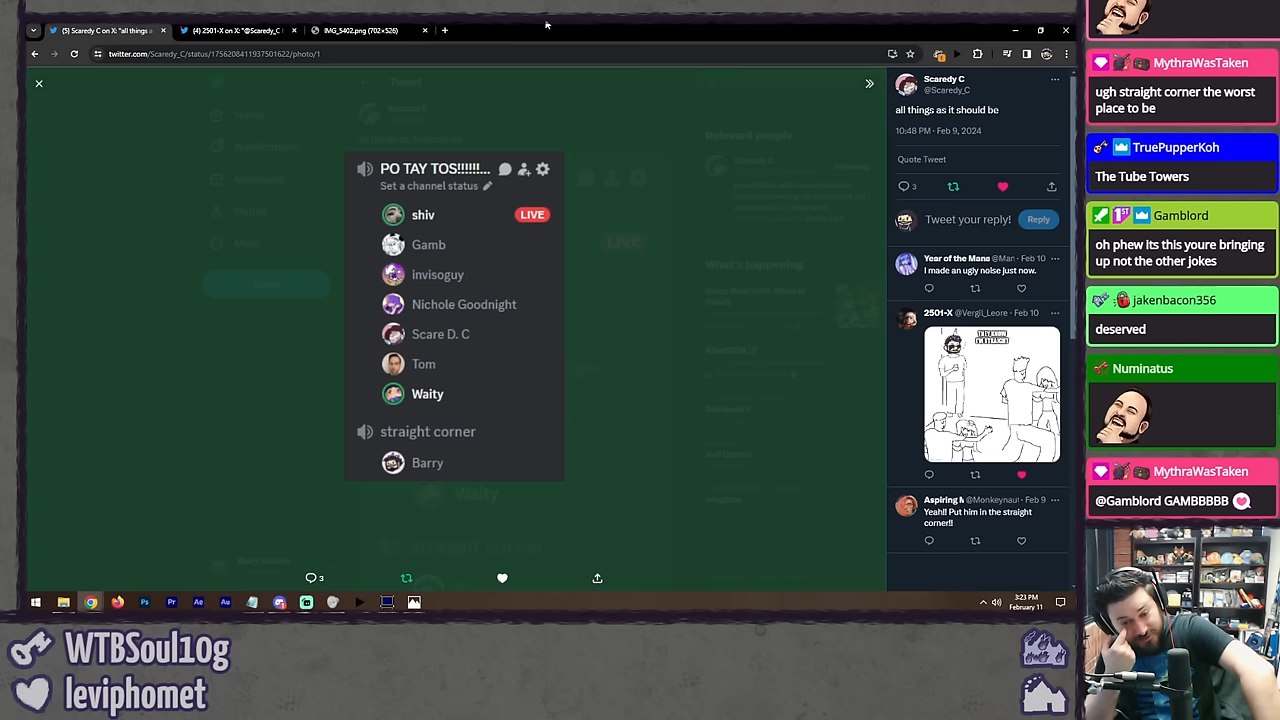 (5) Scaredy C on X: "all things a
(4) 2501-X on X: "@Scaredy_C
IMG_5402.png (702×526)
twitter.com/Scaredy_C/status/1756208411937501622/photo/1
PO TAY TOS!!!!!!...
Set a channel status
shiv
LIVE
Gamb
invisoguy
Nichole Goodnight
Scare D. C
Tom
Waity
straight corner
Barry
3
Scaredy C
@Scaredy_C
all things as it should be
10:48 PM · Feb 9, 2024
Quote Tweet
3
Tweet your reply!
Reply
Year of the Mana @Man · Feb 10
I made an ugly noise just now.
2501-X @Vergil_Leore · Feb 10
THEY KNOW
I'M STRAIGHT
Aspiring M @Monkeynau · Feb 9
Yeah!! Put him in the straight
corner!!
3:23 PM
February 11
MythraWasTaken
ugh straight corner the worst
place to be
TruePupperKoh
The Tube Towers
1ST
Gamblord
oh phew its this youre bringing
up not the other jokes
jakenbacon356
deserved
Numinatus
MythraWasTaken
@Gamblord GAMBBBBB
WTBSoul10g
leviphomet